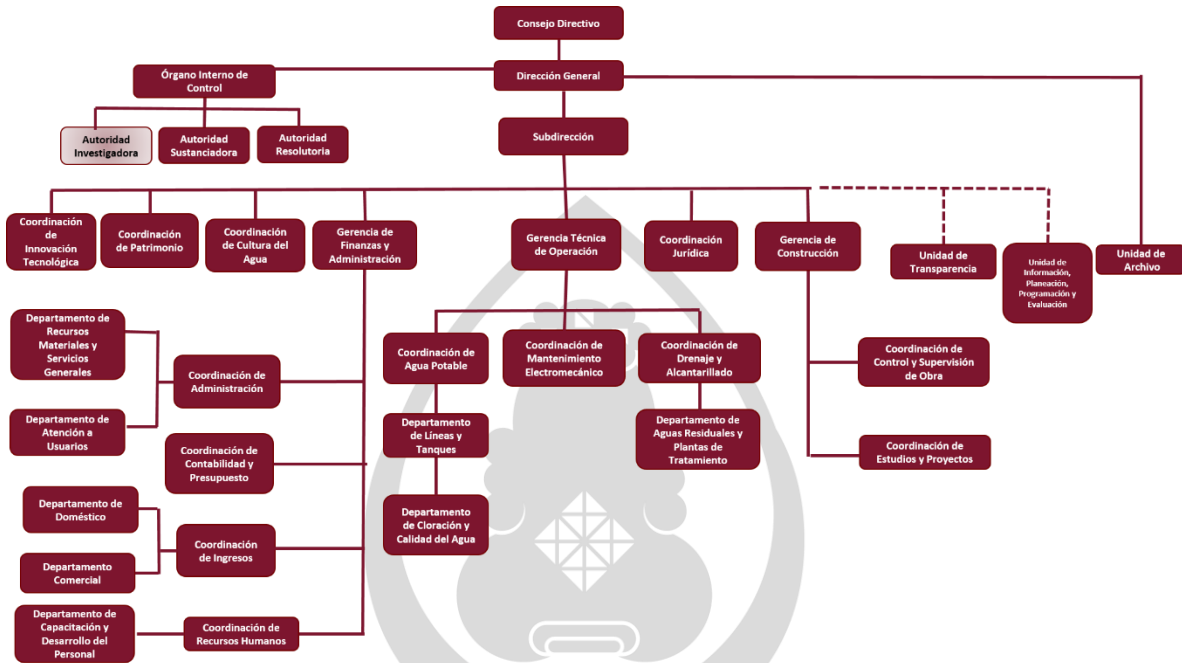 Consejo Directivo
Órgano Interno de
Control
Dirección General
Autoridad
Investigadora
Autoridad
Sustanciadora
Autoridad
Resolutoria
Subdirección
Coordinación
de
Innovación
Tecnológica
Coordinación
de Patrimonio
Coordinación
de Cultura del
Agua
Gerencia de
Finanzas y
Administración
Gerencia Técnica
de Operación
Coordinación
Jurídica
Gerencia de
Construcción
Unidad de
Transparencia
Unidad de
Información,
Planeación,
Programación y
Evaluación
Unidad de
Archivo
Departamento de
Recursos
Materiales y
Servicios
Generales
Coordinación de
Administración
Departamento de
Atención a
Usuarios
Coordinación de
Contabilidad y
Presupuesto
Departamento de
Doméstico
Coordinación
de Ingresos
Departamento
Comercial
Departamento de
Capacitación y
Desarrollo del
Personal
Coordinación de
Recursos Humanos
Coordinación de
Agua Potable
Coordinación de
Mantenimiento
Electromecánico
Coordinación de
Drenaje y
Alcantarillado
Departamento
de Líneas y
Tanques
Departamento de
Aguas Residuales y
Plantas de
Tratamiento
Departamento
de Cloración y
Calidad del Agua
Coordinación de
Control y Supervisión
de Obra
Coordinación de
Estudios y Proyectos